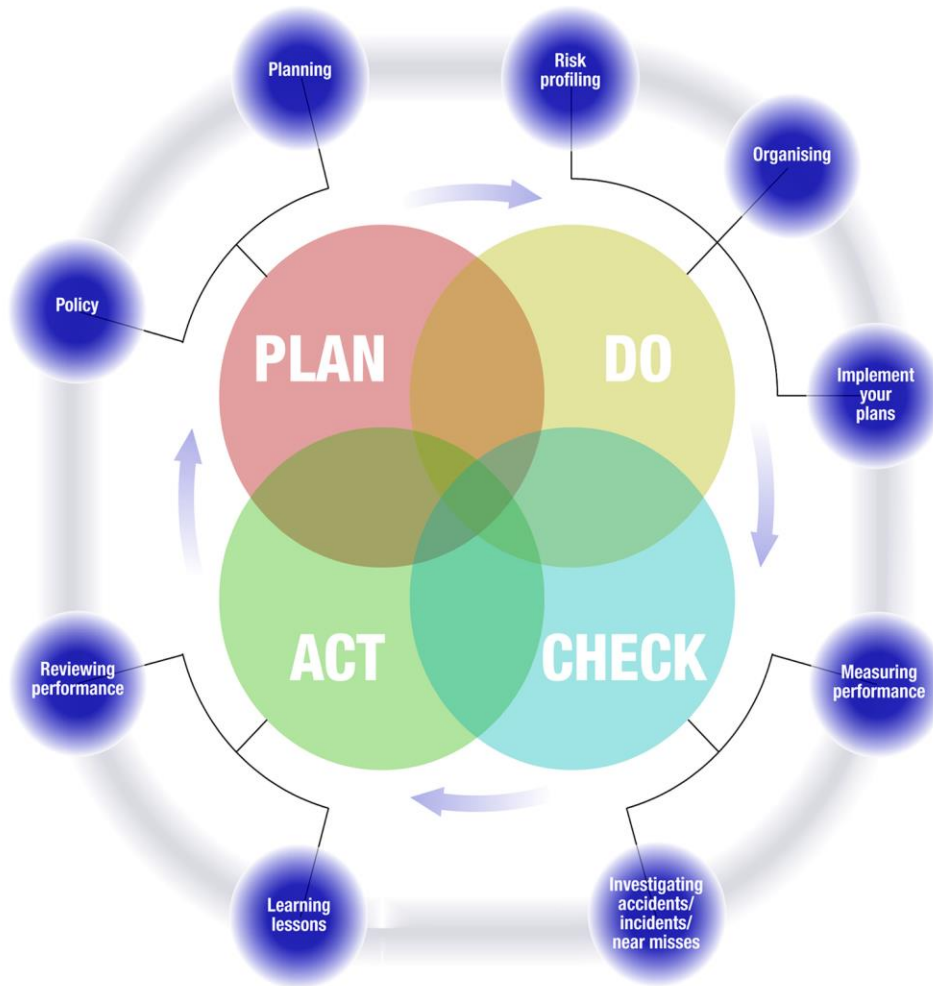 Planning
Risk
profiling
Organising
Policy
PLAN
DO
Implement
your
plans
ACT
CHECK
Reviewing
performance
Measuring
performance
Learning
lessons
Investigating
accidents/
incidents/
near misses